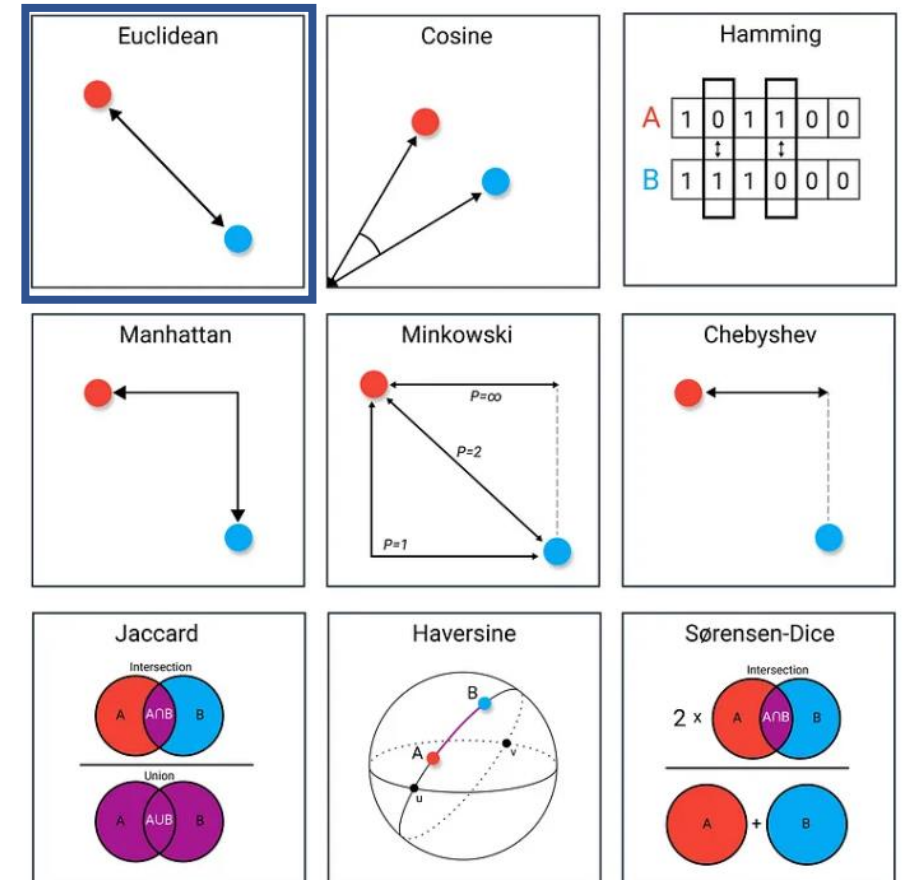 Euclidean
Cosine
Hamming
A 1 0 1 1 0 0
B 1 1 1 0 0 0
Manhattan
Minkowski
P=∞
P=2
P=1
Chebyshev
Jaccard
Intersection
A A∩B B
Union
A A∪B B
Haversine
B
A
v
u
Sørensen-Dice
Intersection
2 x A A∩B B
A + B